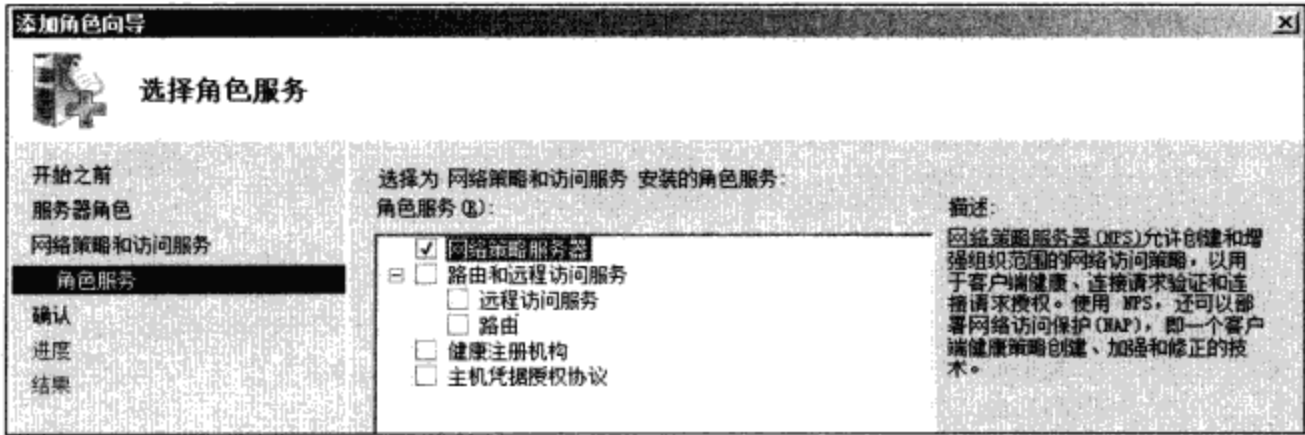 添加角色向导
选择角色服务
开始之前
服务器角色
网络策略和访问服务
角色服务
确认
进度
结果
选择为 网络策略和访问服务 安装的角色服务:
角色服务(R):
网络策略服务器
路由和远程访问服务
远程访问服务
路由
健康注册机构
主机凭据授权协议
描述:
网络策略服务器(NPS)允许创建和增
强组织范围的网络访问策略，以用
于客户端健康、连接请求验证和连
接请求授权。使用 NPS，还可以部
署网络访问保护(NAP)，即一个客户
端健康策略创建、加强和修正的技
术。